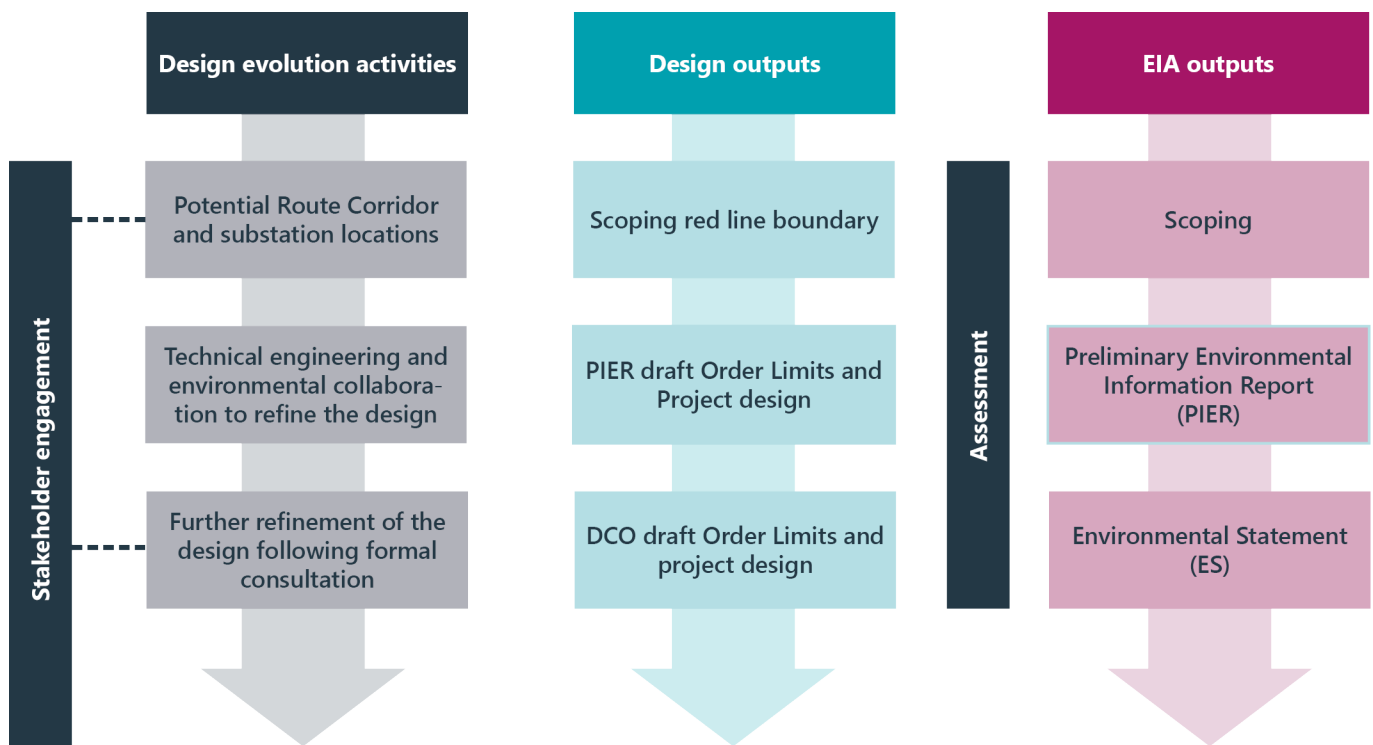 Design evolution activities
Design outputs
EIA outputs
Stakeholder engagement
Potential Route Corridor
and substation locations
Scoping red line boundary
Assessment
Scoping
Technical engineering and
environmental collabora-
tion to refine the design
PIER draft Order Limits and
Project design
Preliminary Environmental
Information Report
(PIER)
Further refinement of the
design following formal
consultation
DCO draft Order Limits and
project design
Environmental Statement
(ES)